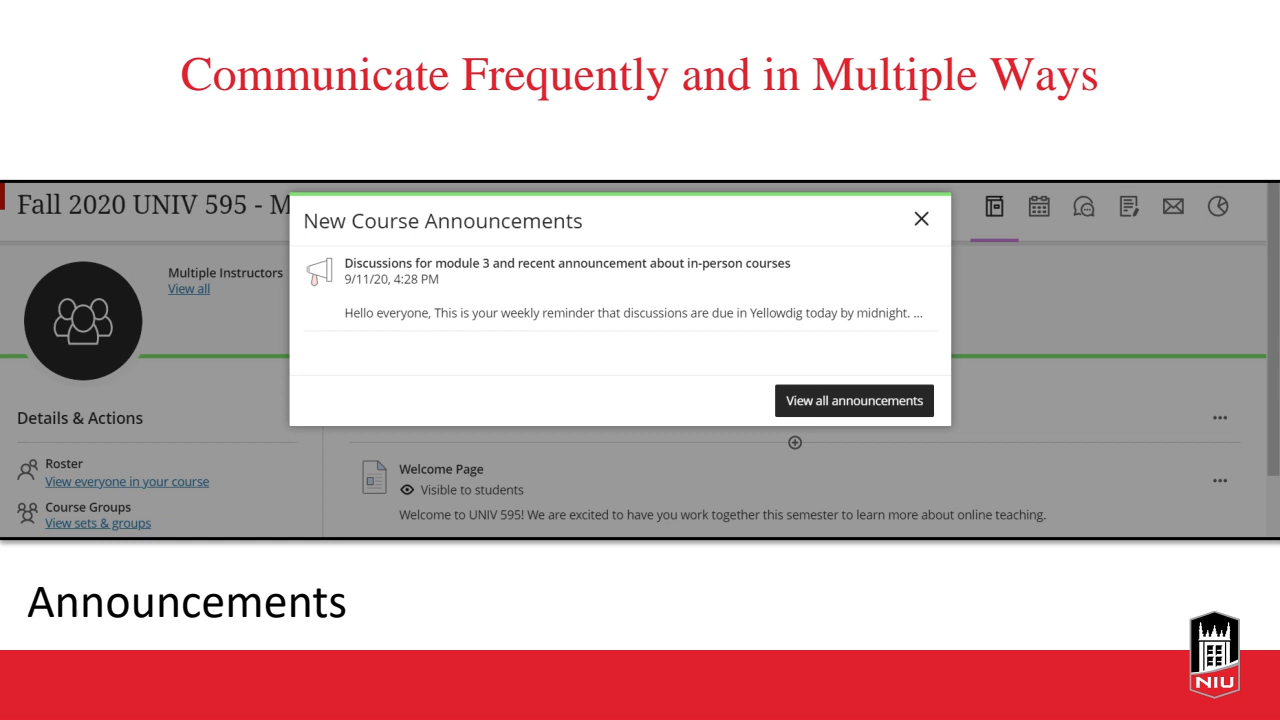 Communicate Frequently and in Multiple Ways
Fall 2020 UNIV 595 - M
New Course Announcements
Discussions for module 3 and recent announcement about in-person courses
9/11/20, 4:28 PM
Hello everyone, This is your weekly reminder that discussions are due in Yellowdig today by midnight. ...
View all announcements
Multiple Instructors
View all
Details & Actions
Roster
View everyone in your course
Course Groups
View sets & groups
Welcome Page
Visible to students
Welcome to UNIV 595! We are excited to have you work together this semester to learn more about online teaching.
Announcements
NIU